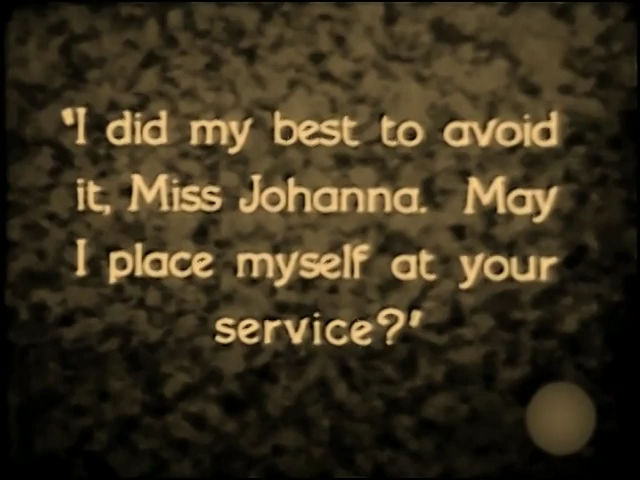 "I did my best to avoid
it, Miss Johanna.  May
I place myself at your
service?"